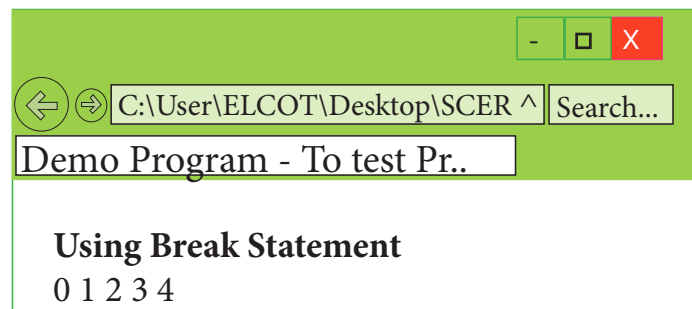 - □ X
C:\User\ELCOT\Desktop\SCER ^ Search...
Demo Program - To test Pr..
Using Break Statement
0 1 2 3 4